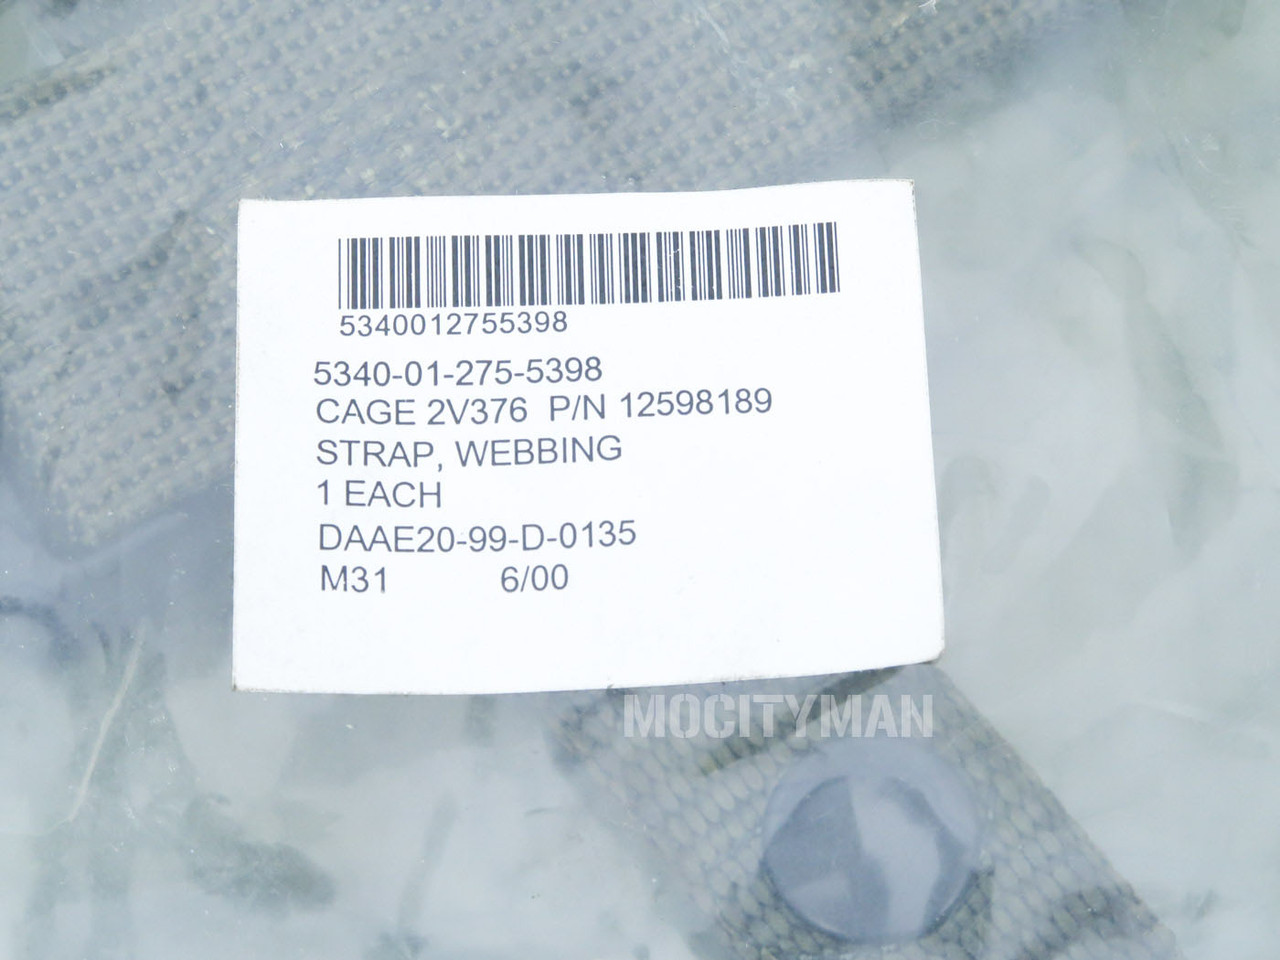 5340012755398
5340-01-275-5398
CAGE 2V376 P/N 12598189
STRAP, WEBBING
1 EACH
DAAE20-99-D-0135
M31 6/00
MOCITYMAN